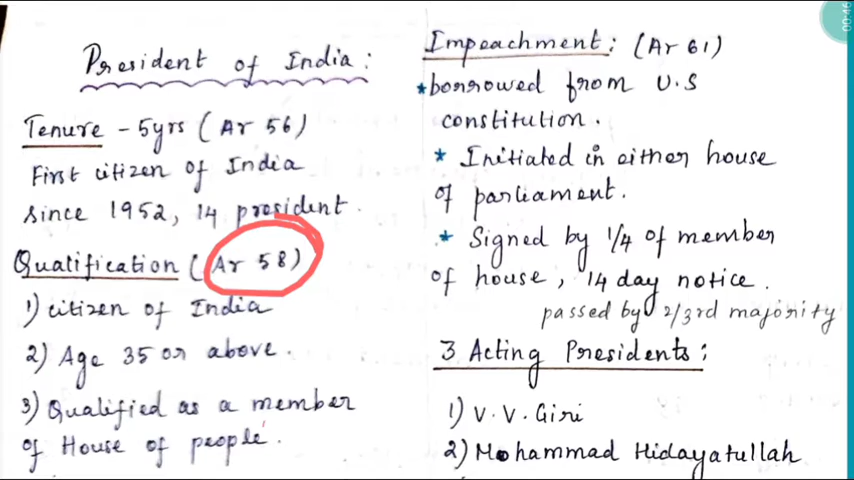 President of India:
Tenure - 5yrs (Ar 56)
First citizen of India
since 1952, 14 president.
Qualification (Ar 58)
1) citizen of India
2) Age 35 or above.
3) Qualified as a member
of House of people.
Impeachment: (Ar 61)
★borrowed from U.S
constitution.
★ Initiated in either house
of parliament.
★ Signed by 1/4 of member
of house, 14 day notice.
passed by 2/3rd majority
3 Acting Presidents:
1) V.V. Giri
2) Mohammad Hidayatullah
00:46